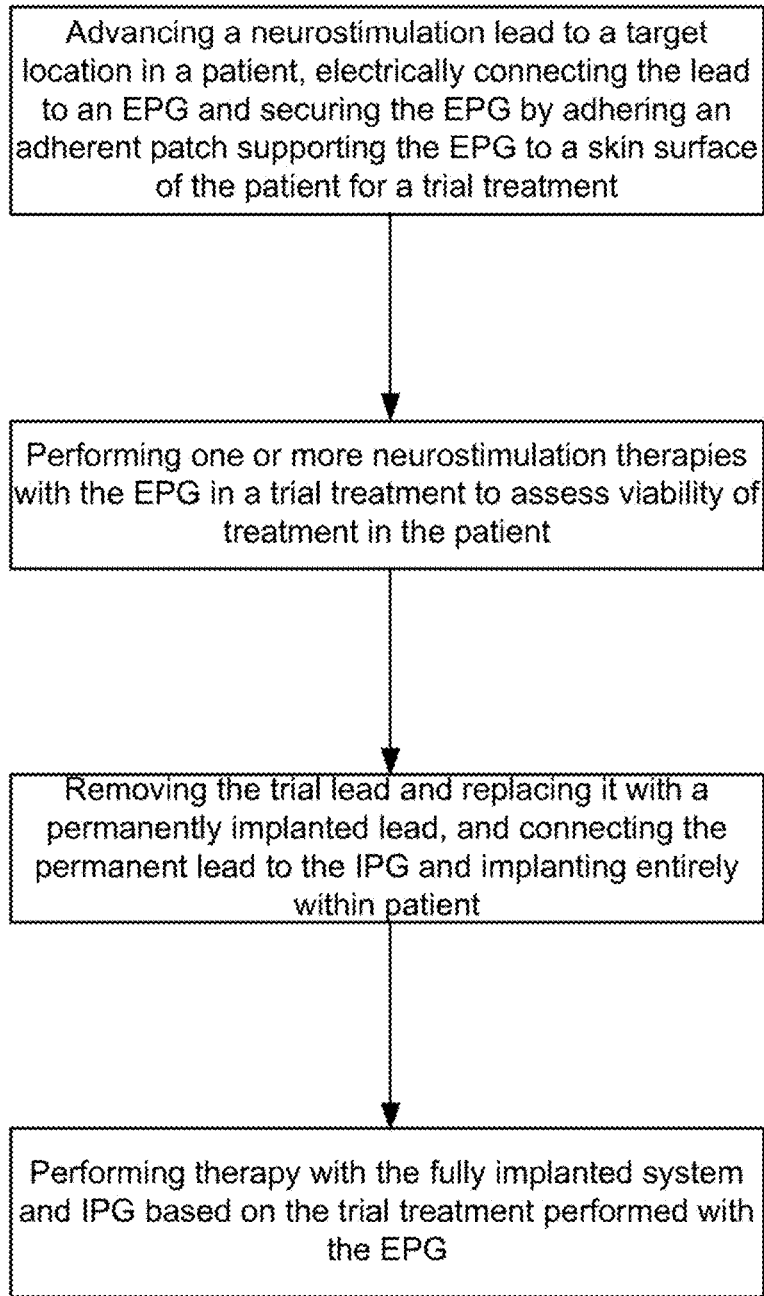 Advancing a neurostimulation lead to a target
location in a patient, electrically connecting the lead
to an EPG and securing the EPG by adhering an
adherent patch supporting the EPG to a skin surface
of the patient for a trial treatment
Performing one or more neurostimulation therapies
with the EPG in a trial treatment to assess viability of
treatment in the patient
Removing the trial lead and replacing it with a
permanently implanted lead, and connecting the
permanent lead to the IPG and implanting entirely
within patient
Performing therapy with the fully implanted system
and IPG based on the trial treatment performed with
the EPG